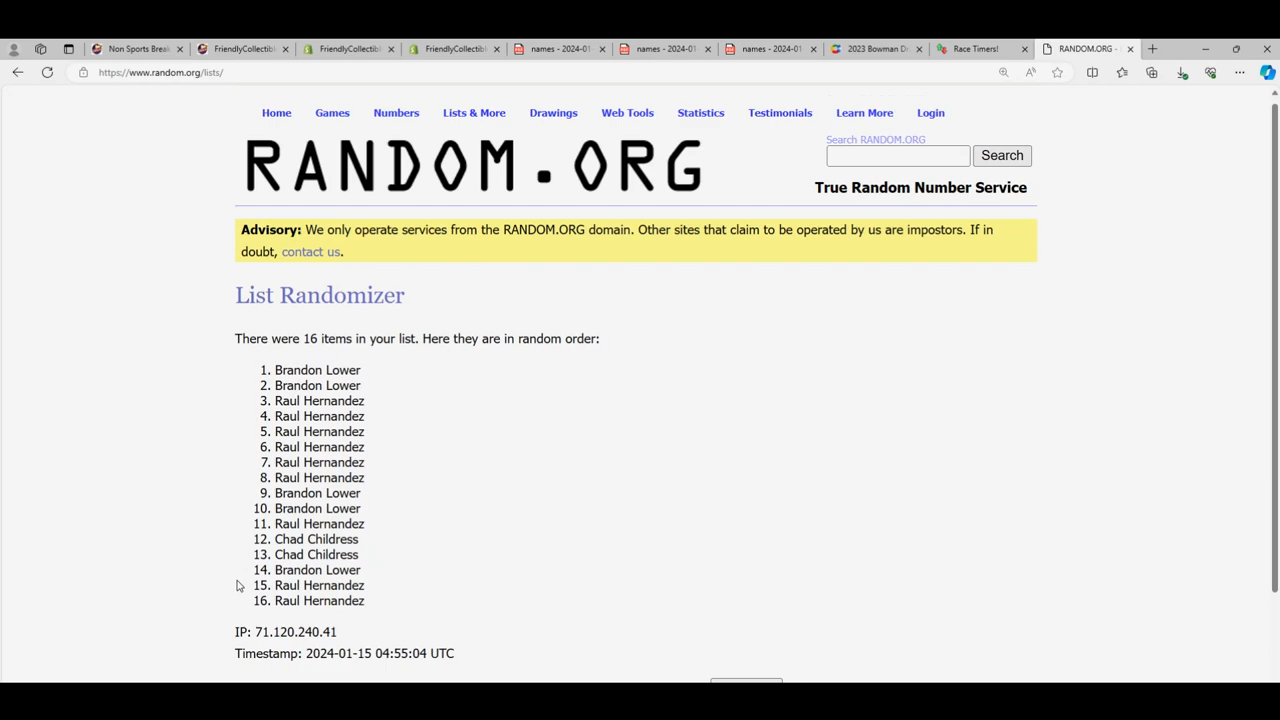 Non Sports Brea
FriendlyCollectib
FriendlyCollectib
FriendlyCollectib
names - 2024-01-
names - 2024-01
names - 2024-01
2023 Bowman Dr
Race Timers!
RANDOM.ORG -
https://www.random.org/lists/
Home Games Numbers Lists & More Drawings Web Tools Statistics Testimonials Learn More Login
RANDOM.ORG
Search RANDOM.ORG
Search
True Random Number Service
Advisory: We only operate services from the RANDOM.ORG domain. Other sites that claim to be operated by us are impostors. If in
doubt, contact us.
List Randomizer
There were 16 items in your list. Here they are in random order:
1. Brandon Lower
2. Brandon Lower
3. Raul Hernandez
4. Raul Hernandez
5. Raul Hernandez
6. Raul Hernandez
7. Raul Hernandez
8. Raul Hernandez
9. Brandon Lower
10. Brandon Lower
11. Raul Hernandez
12. Chad Childress
13. Chad Childress
14. Brandon Lower
15. Raul Hernandez
16. Raul Hernandez
IP: 71.120.240.41
Timestamp: 2024-01-15 04:55:04 UTC